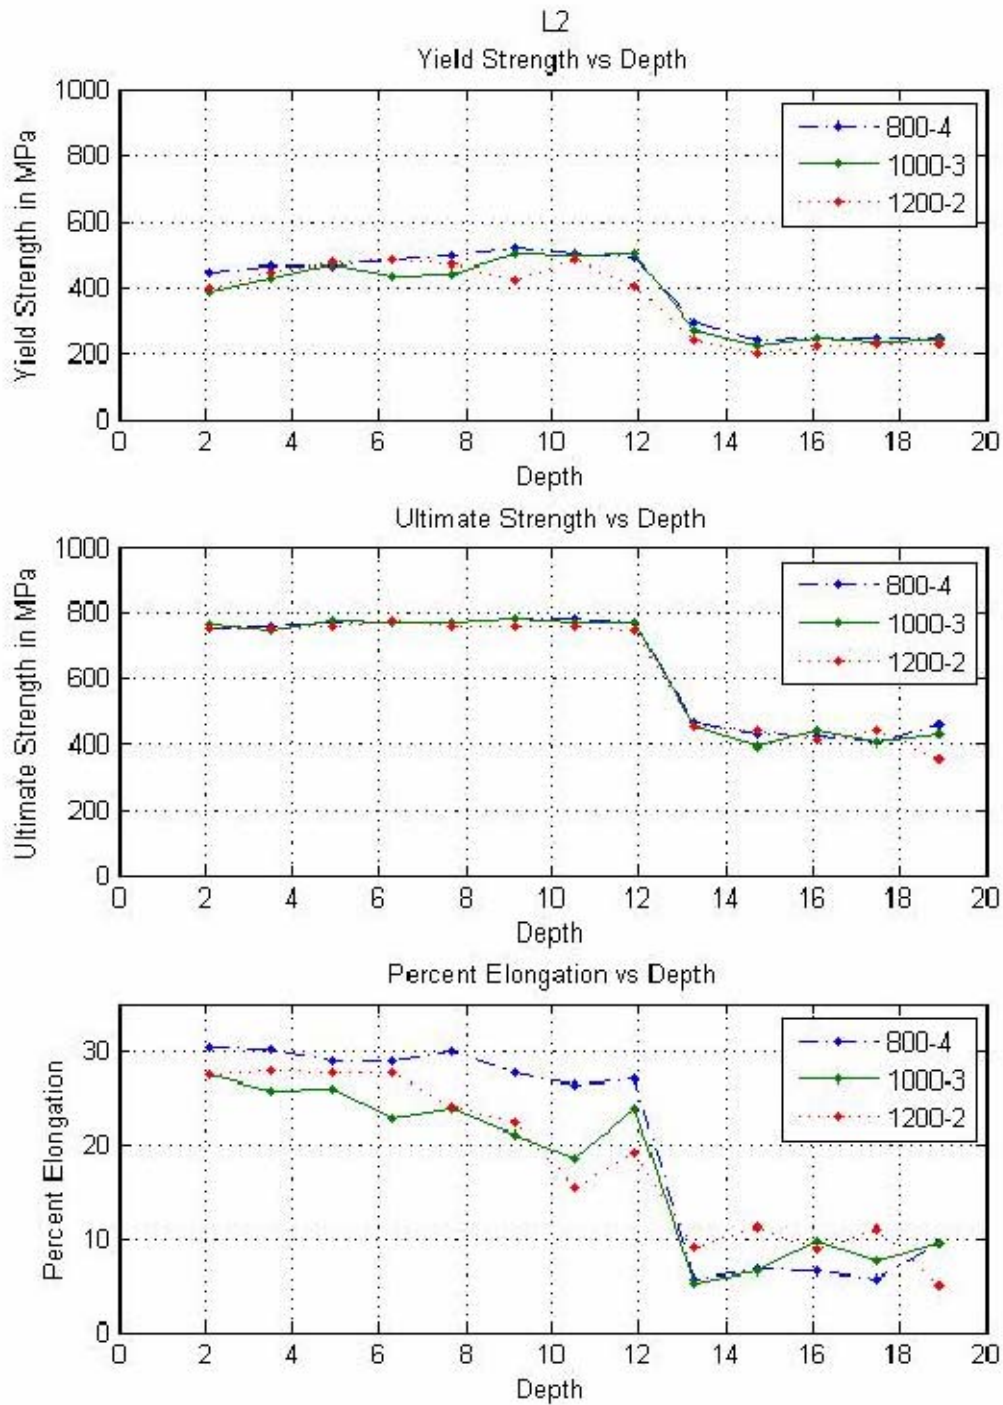 L2
Yield Strength vs Depth
1000
800
600
400
200
0
Yield Strength in MPa
800-4
1000-3
1200-2
0 2 4 6 8 10 12 14 16 18 20
Depth
Ultimate Strength vs Depth
1000
800
600
400
200
0
Ultimate Strength in MPa
800-4
1000-3
1200-2
0 2 4 6 8 10 12 14 16 18 20
Depth
Percent Elongation vs Depth
30
20
10
0
Percent Elongation
800-4
1000-3
1200-2
0 2 4 6 8 10 12 14 16 18 20
Depth